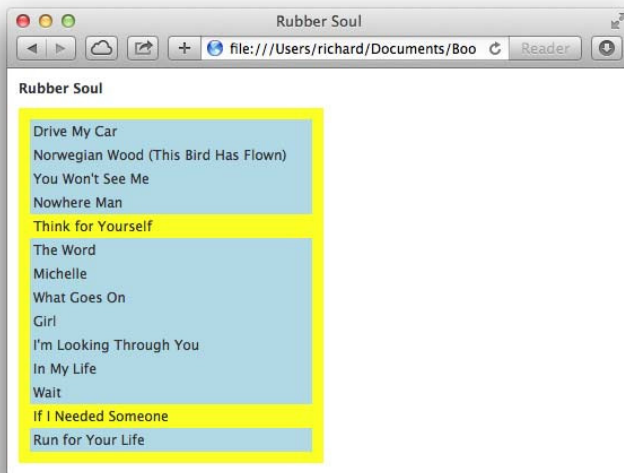 Rubber Soul
file:///Users/richard/Documents/Boo
Reader
Rubber Soul
Drive My Car
Norwegian Wood (This Bird Has Flown)
You Won't See Me
Nowhere Man
Think for Yourself
The Word
Michelle
What Goes On
Girl
I'm Looking Through You
In My Life
Wait
If I Needed Someone
Run for Your Life